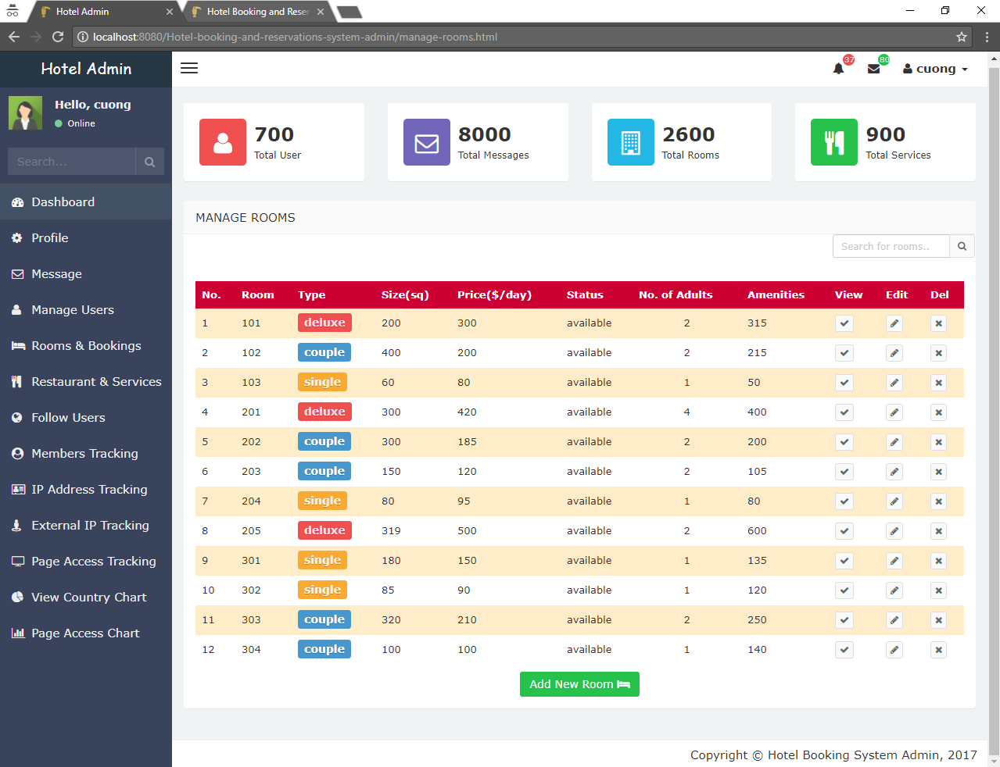 Hotel Admin
Hotel Booking and Reser
localhost:8080/Hotel-booking-and-reservations-system-admin/manage-rooms.html
Hotel Admin
37
80
cuong
Hello, cuong
Online
Search...
Dashboard
Profile
Message
Manage Users
Rooms & Bookings
Restaurant & Services
Follow Users
Members Tracking
IP Address Tracking
External IP Tracking
Page Access Tracking
View Country Chart
Page Access Chart
700
Total User
8000
Total Messages
2600
Total Rooms
900
Total Services
MANAGE ROOMS
Search for rooms..
No. Room Type Size(sq) Price($/day) Status No. of Adults Amenities View Edit Del
1 101 deluxe 200 300 available 2 315
2 102 couple 400 200 available 2 215
3 103 single 60 80 available 1 50
4 201 deluxe 300 420 available 4 400
5 202 couple 300 185 available 2 200
6 203 couple 150 120 available 2 105
7 204 single 80 95 available 1 80
8 205 deluxe 319 500 available 2 600
9 301 single 180 150 available 1 135
10 302 single 85 90 available 1 120
11 303 couple 320 210 available 2 250
12 304 couple 100 100 available 1 140
Add New Room
Copyright © Hotel Booking System Admin, 2017